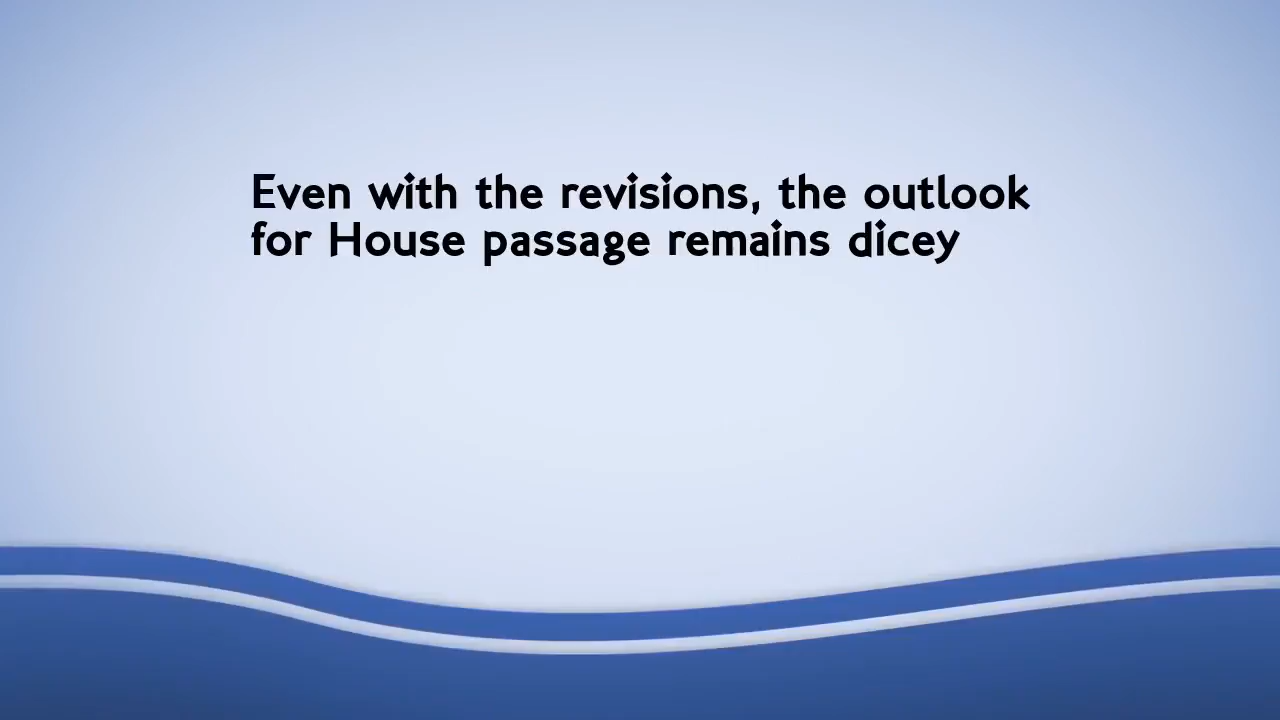 Even with the revisions, the outlook
for House passage remains dicey